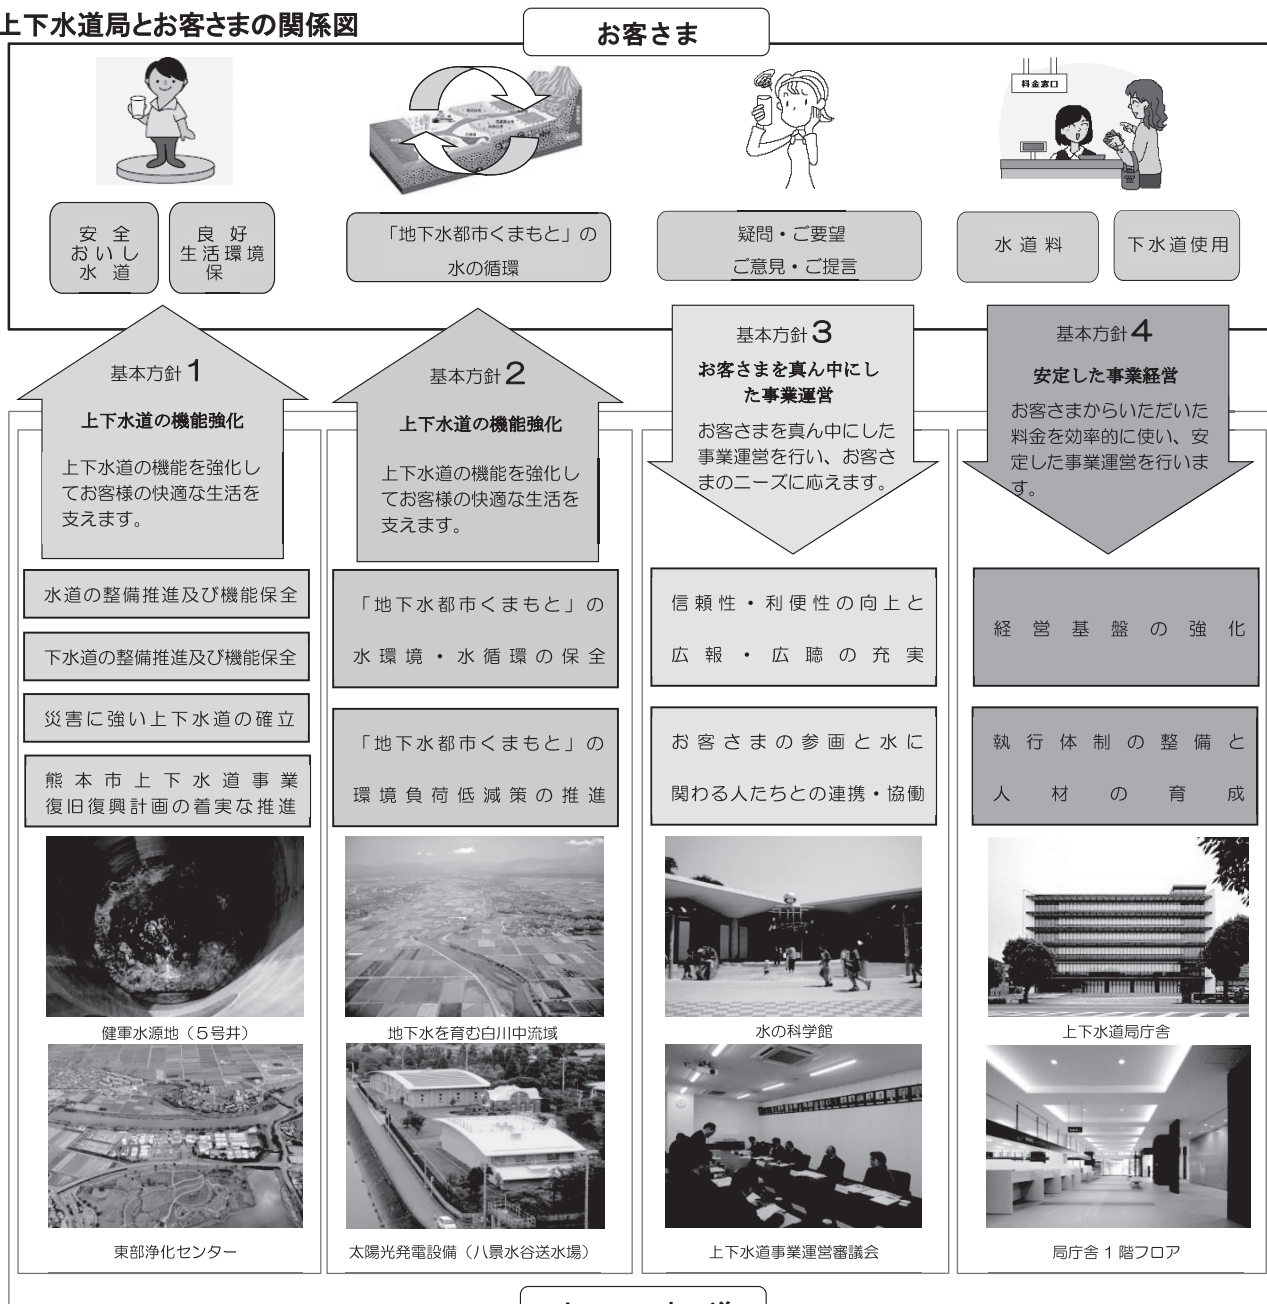 上下水道局とお客さまの関係図
お客さま
料金窓口
安全
おいし
水道
良好
生活環境
保
「地下水都市くまもと」の
水の循環
疑問・ご要望
ご意見・ご提言
水道料
下水道使用
基本方針1
上下水道の機能強化
上下水道の機能を強化し
てお客様の快適な生活を
支えます。
基本方針2
上下水道の機能強化
上下水道の機能を強化し
てお客様の快適な生活を
支えます。
基本方針3
お客さまを真ん中にし
た事業運営
お客さまを真ん中にした
事業運営を行い、お客さ
まのニーズに応えます。
基本方針4
安定した事業経営
お客さまからいただいた
料金を効率的に使い、安
定した事業運営を行いま
す。
水道の整備推進及び機能保全
下水道の整備推進及び機能保全
災害に強い上下水道の確立
熊本市上下水道事業
復旧復興計画の着実な推進
「地下水都市くまもと」の
水環境・水循環の保全
「地下水都市くまもと」の
環境負荷低減策の推進
信頼性・利便性の向上と
広報・広聴の充実
お客さまの参画と水に
関わる人たちとの連携・協働
経営基盤の強化
執行体制の整備と
人材の育成
健軍水源地（5号井）
地下水を育む白川中流域
水の科学館
上下水道局庁舎
東部浄化センター
太陽光発電設備（八景水谷送水場）
上下水道事業運営審議会
局庁舎1階フロア